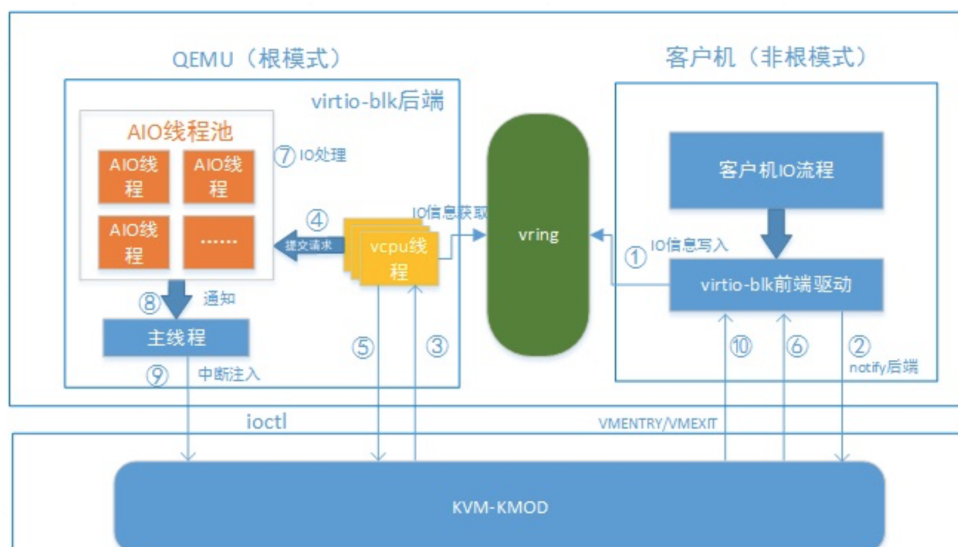 QEMU（根模式）
客户机（非根模式）
virtio-blk后端
AIO线程池
⑦IO处理
AIO线
程
AIO线
程
AIO线
程
……
④
提交请求
vcpu线
程
IO信息获取
vring
客户机IO流程
①
IO信息写入
virtio-blk前端驱动
⑧
通知
主线程
⑤
③
⑩
⑥
②
notify后端
⑨
中断注入
ioctl
VMENTRY/VMEXIT
KVM-KMOD